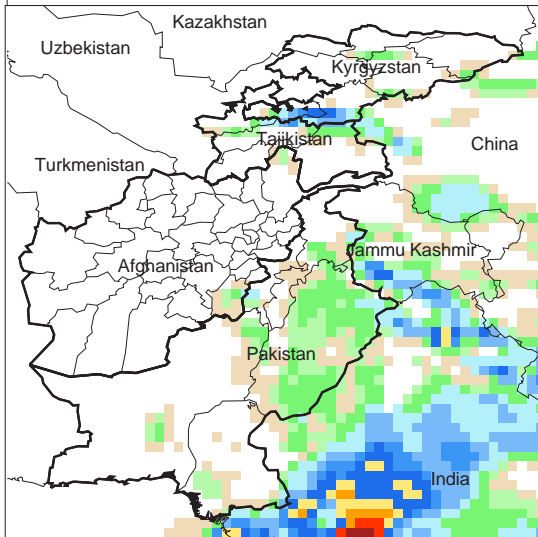 Kazakhstan
Uzbekistan
Kyrgyzstan
Tajikistan
China
Turkmenistan
Jammu Kashmir
Afghanistan
Pakistan
India